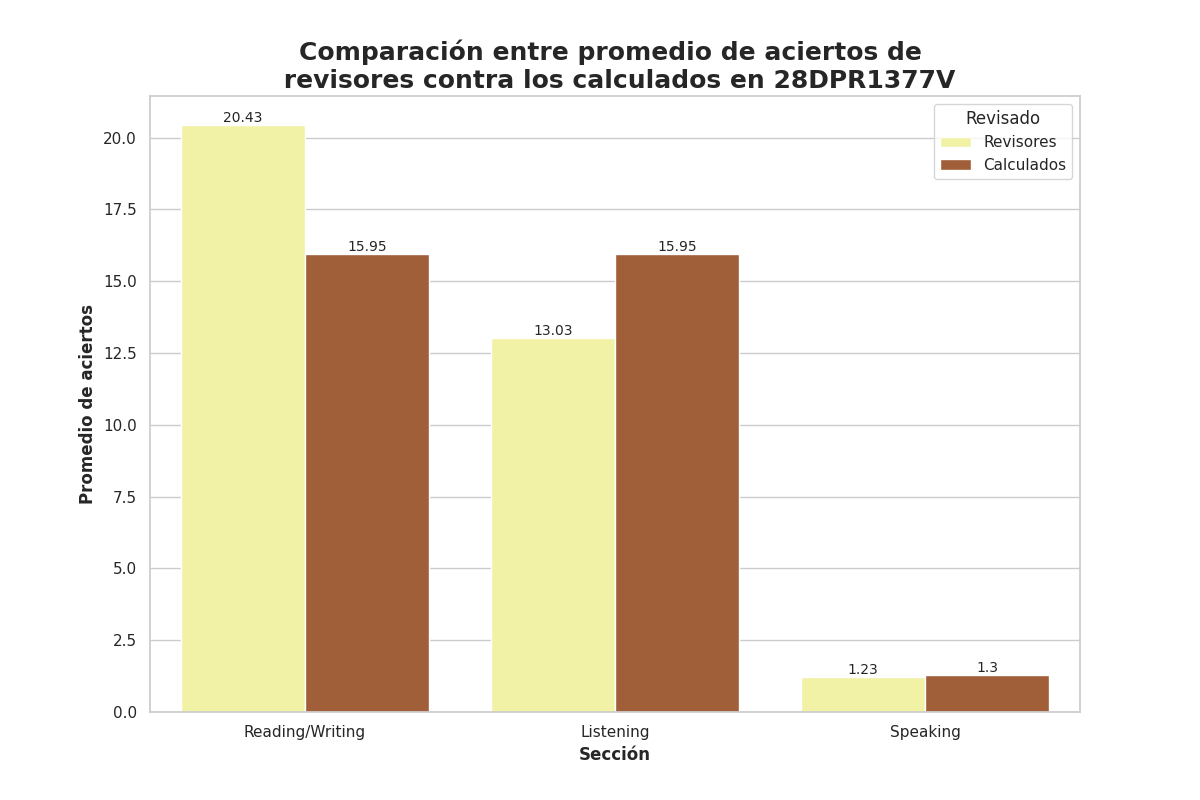 Comparación entre promedio de aciertos de
revisores contra los calculados en 28DPR1377V
Revisado
Revisores
Calculados
Promedio de aciertos
20.0
17.5
15.0
12.5
10.0
7.5
5.0
2.5
0.0
20.43
15.95
13.03
15.95
1.23
1.3
Reading/Writing
Listening
Speaking
Sección